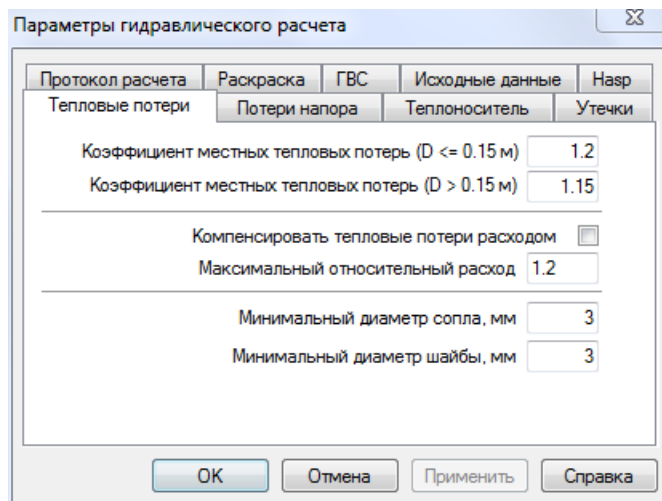 Параметры гидравлического расчета
Протокол расчета Раскраска ГВС Исходные данные Hasp
Тепловые потери Потери напора Теплоноситель Утечки
Коэффициент местных тепловых потерь (D <= 0.15 м) 1.2
Коэффициент местных тепловых потерь (D > 0.15 м) 1.15
Компенсировать тепловые потери расходом
Максимальный относительный расход 1.2
Минимальный диаметр сопла, мм 3
Минимальный диаметр шайбы, мм 3
OK Отмена Применить Справка